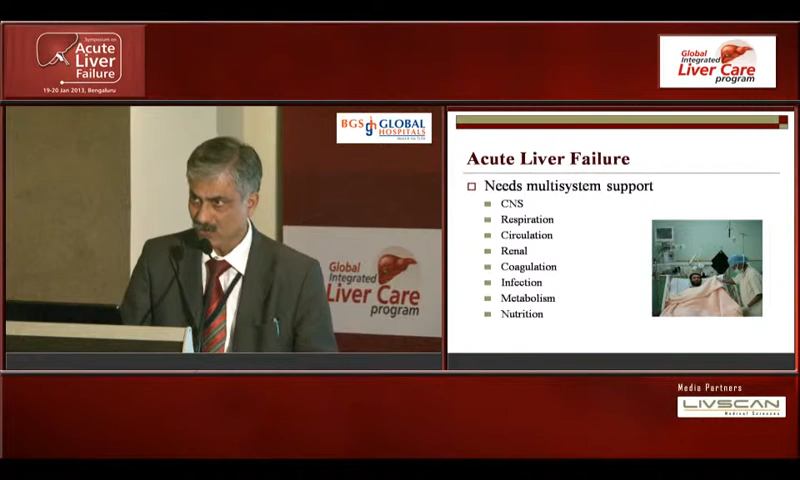 Symposium on
Acute
Liver
Failure
19-20 Jan 2013, Bengaluru
Global
Integrated
Liver Care
program
BGS GLOBAL
HOSPITALS
Global
Integrated
Liver Care
program
Acute Liver Failure
Needs multisystem support
CNS
Respiration
Circulation
Renal
Coagulation
Infection
Metabolism
Nutrition
Media Partners
LIVSCAN
Medical Sciences